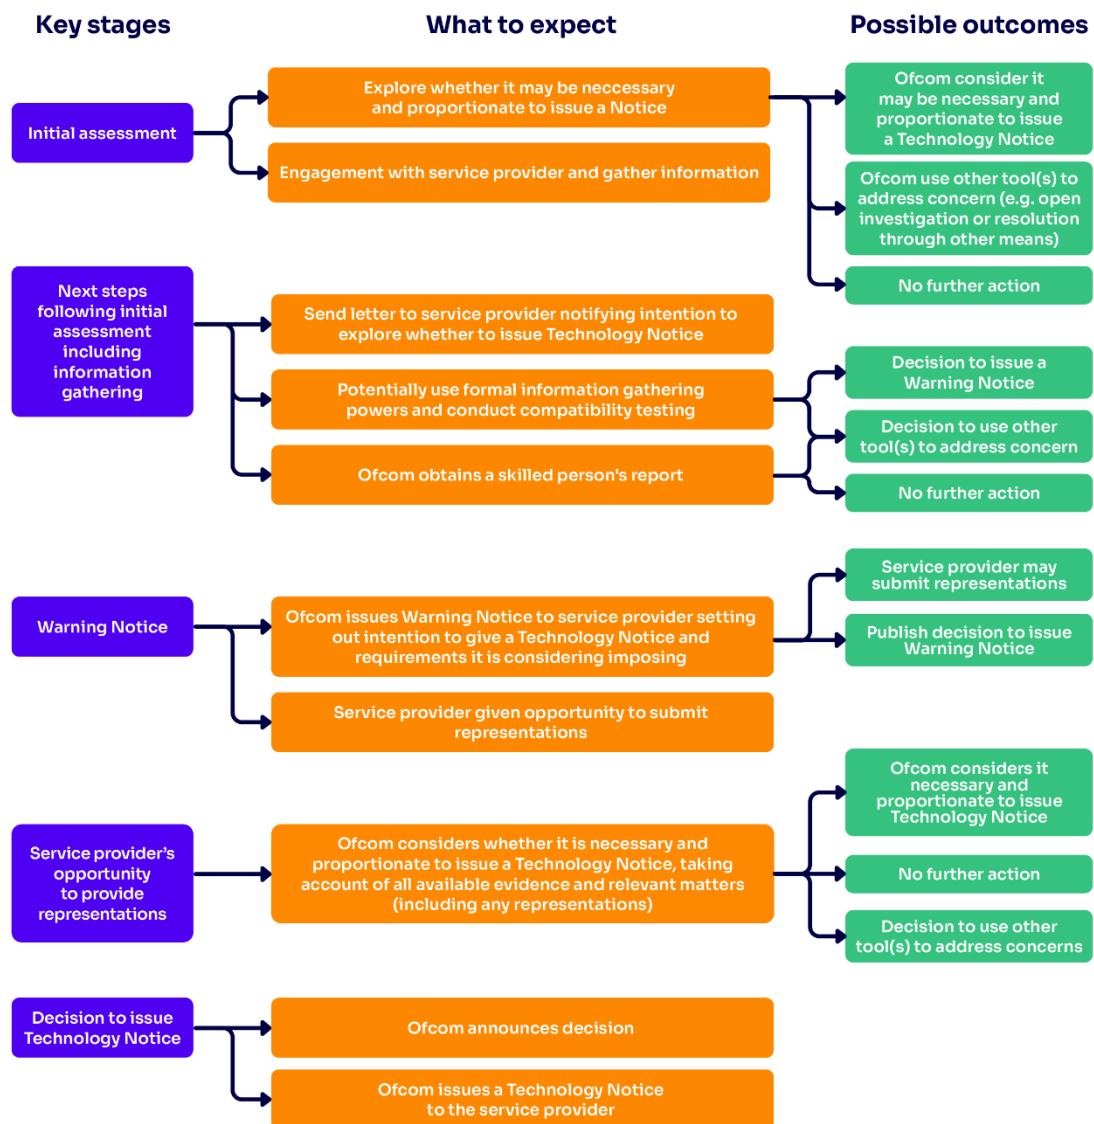 Key stages
What to expect
Possible outcomes
Initial assessment
Explore whether it may be neccessary
and proportionate to issue a Notice
Engagement with service provider and gather information
Ofcom consider it
may be necessary and
proportionate to issue
a Technology Notice
Ofcom use other tool(s) to
address concern (e.g. open
investigation or resolution
through other means)
No further action
Next steps
following initial
assessment
including
information
gathering
Send letter to service provider notifying intention to
explore whether to issue Technology Notice
Potentially use formal information gathering
powers and conduct compatibility testing
Ofcom obtains a skilled person's report
Decision to issue a
Warning Notice
Decision to use other
tool(s) to address concern
No further action
Warning Notice
Ofcom issues Warning Notice to service provider setting
out intention to give a Technology Notice and
requirements it is considering imposing
Service provider given opportunity to submit
representations
Service provider may
submit representations
Publish decision to issue
Warning Notice
Service provider’s
opportunity
to provide
representations
Ofcom considers whether it is necessary and
proportionate to issue a Technology Notice, taking
account of all available evidence and relevant matters
(including any representations)
Ofcom considers it
necessary and
proportionate to issue
Technology Notice
No further action
Decision to use other
tool(s) to address concerns
Decision to issue
Technology Notice
Ofcom announces decision
Ofcom issues a Technology Notice
to the service provider